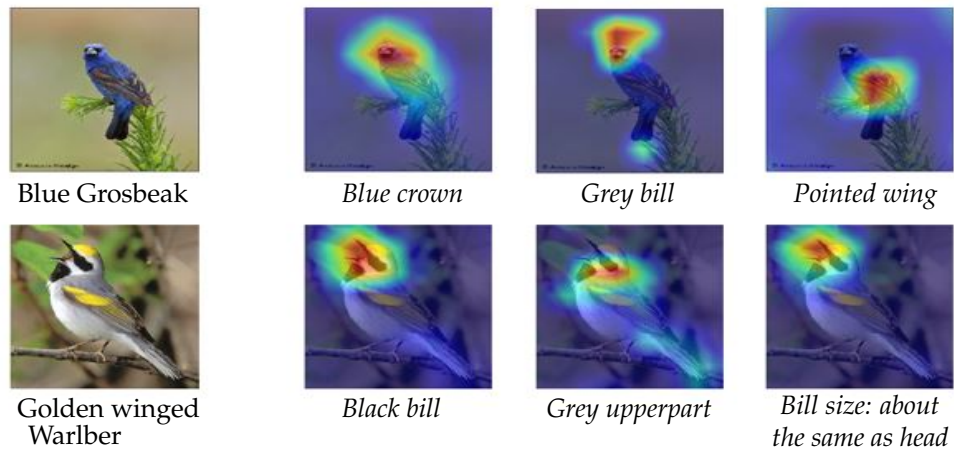 Blue Grosbeak
Blue crown
Grey bill
Pointed wing
Golden winged
Warlber
Black bill
Grey upperpart
Bill size: about
the same as head